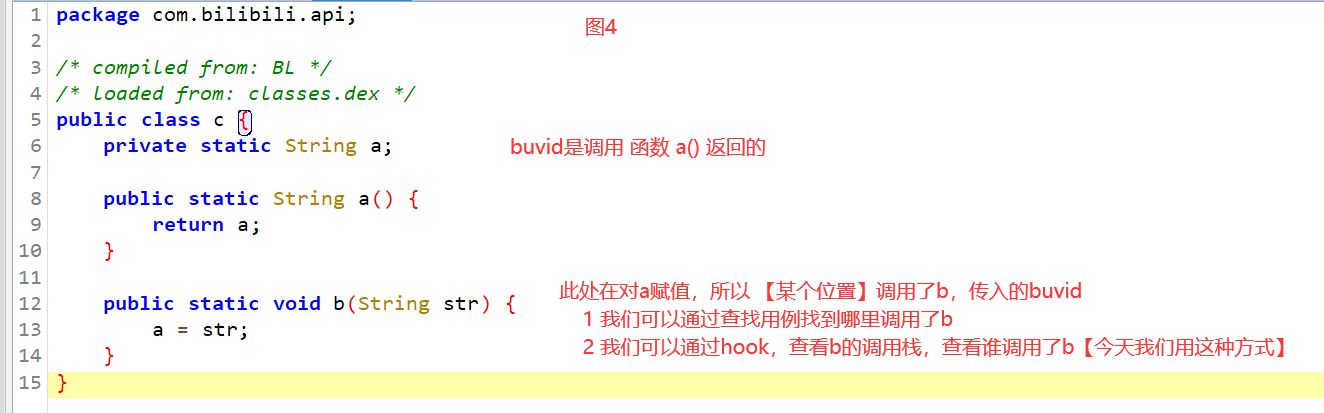 1 package com.bilibili.api;
图4
2
3 /* compiled from: BL */
4 /* loaded from: classes.dex */
5 public class c {
6 private static String a;
buvid是调用 函数 a() 返回的
7
8 public static String a() {
9 return a;
10 }
11
此处在对a赋值，所以 【某个位置】调用了b，传入的buvid
12 public static void b(String str) {
1 我们可以通过查找用例找到哪里调用了b
13 a = str;
2 我们可以通过hook，查看b的调用栈，查看谁调用了b【今天我们用这种方式】
14 }
15 }